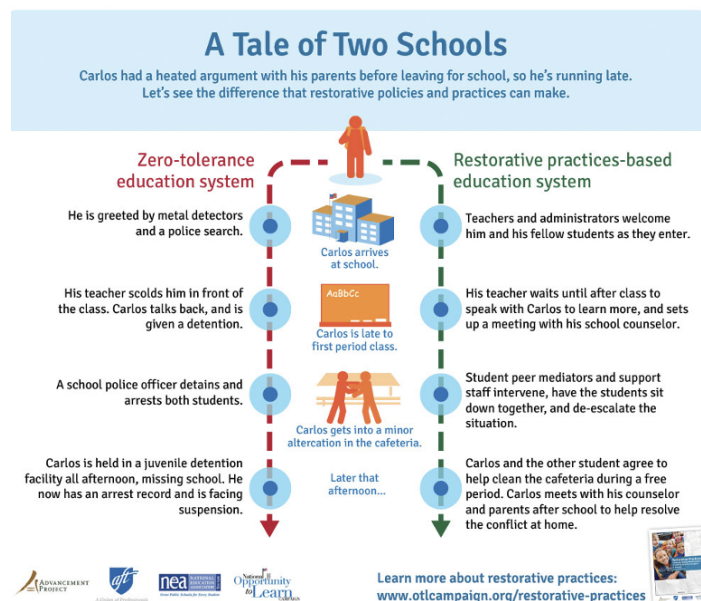 A Tale of Two Schools
Carlos had a heated argument with his parents before leaving for school, so he's running late.
Let's see the difference that restorative policies and practices can make.
Zero-tolerance
education system
Restorative practices-based
education system
He is greeted by metal detectors
and a police search.
Carlos arrives
at school.
Teachers and administrators welcome
him and his fellow students as they enter.
His teacher scolds him in front of
the class. Carlos talks back, and is
given a detention.
AaBbCc
Carlos is late to
first period class.
His teacher waits until after class to
speak with Carlos to learn more, and sets
up a meeting with his school counselor.
A school police officer detains and
arrests both students.
Carlos gets into a minor
altercation in the cafeteria.
Student peer mediators and support
staff intervene, have the students sit
down together, and de-escalate the
situation.
Carlos is held in a juvenile detention
facility all afternoon, missing school. He
now has an arrest record and is facing
suspension.
Later that
afternoon...
Carlos and the other student agree to
help clean the cafeteria during a free
period. Carlos meets with his counselor
and parents after school to help resolve
the conflict at home.
ADVANCEMENT
PROJECT
aft
nea
NATIONAL
EDUCATION
ASSOCIATION
Great Public Schools for Every Student
National
Opportunity
to Learn
CAMPAIGN
Learn more about restorative practices:
www.otlcampaign.org/restorative-practices